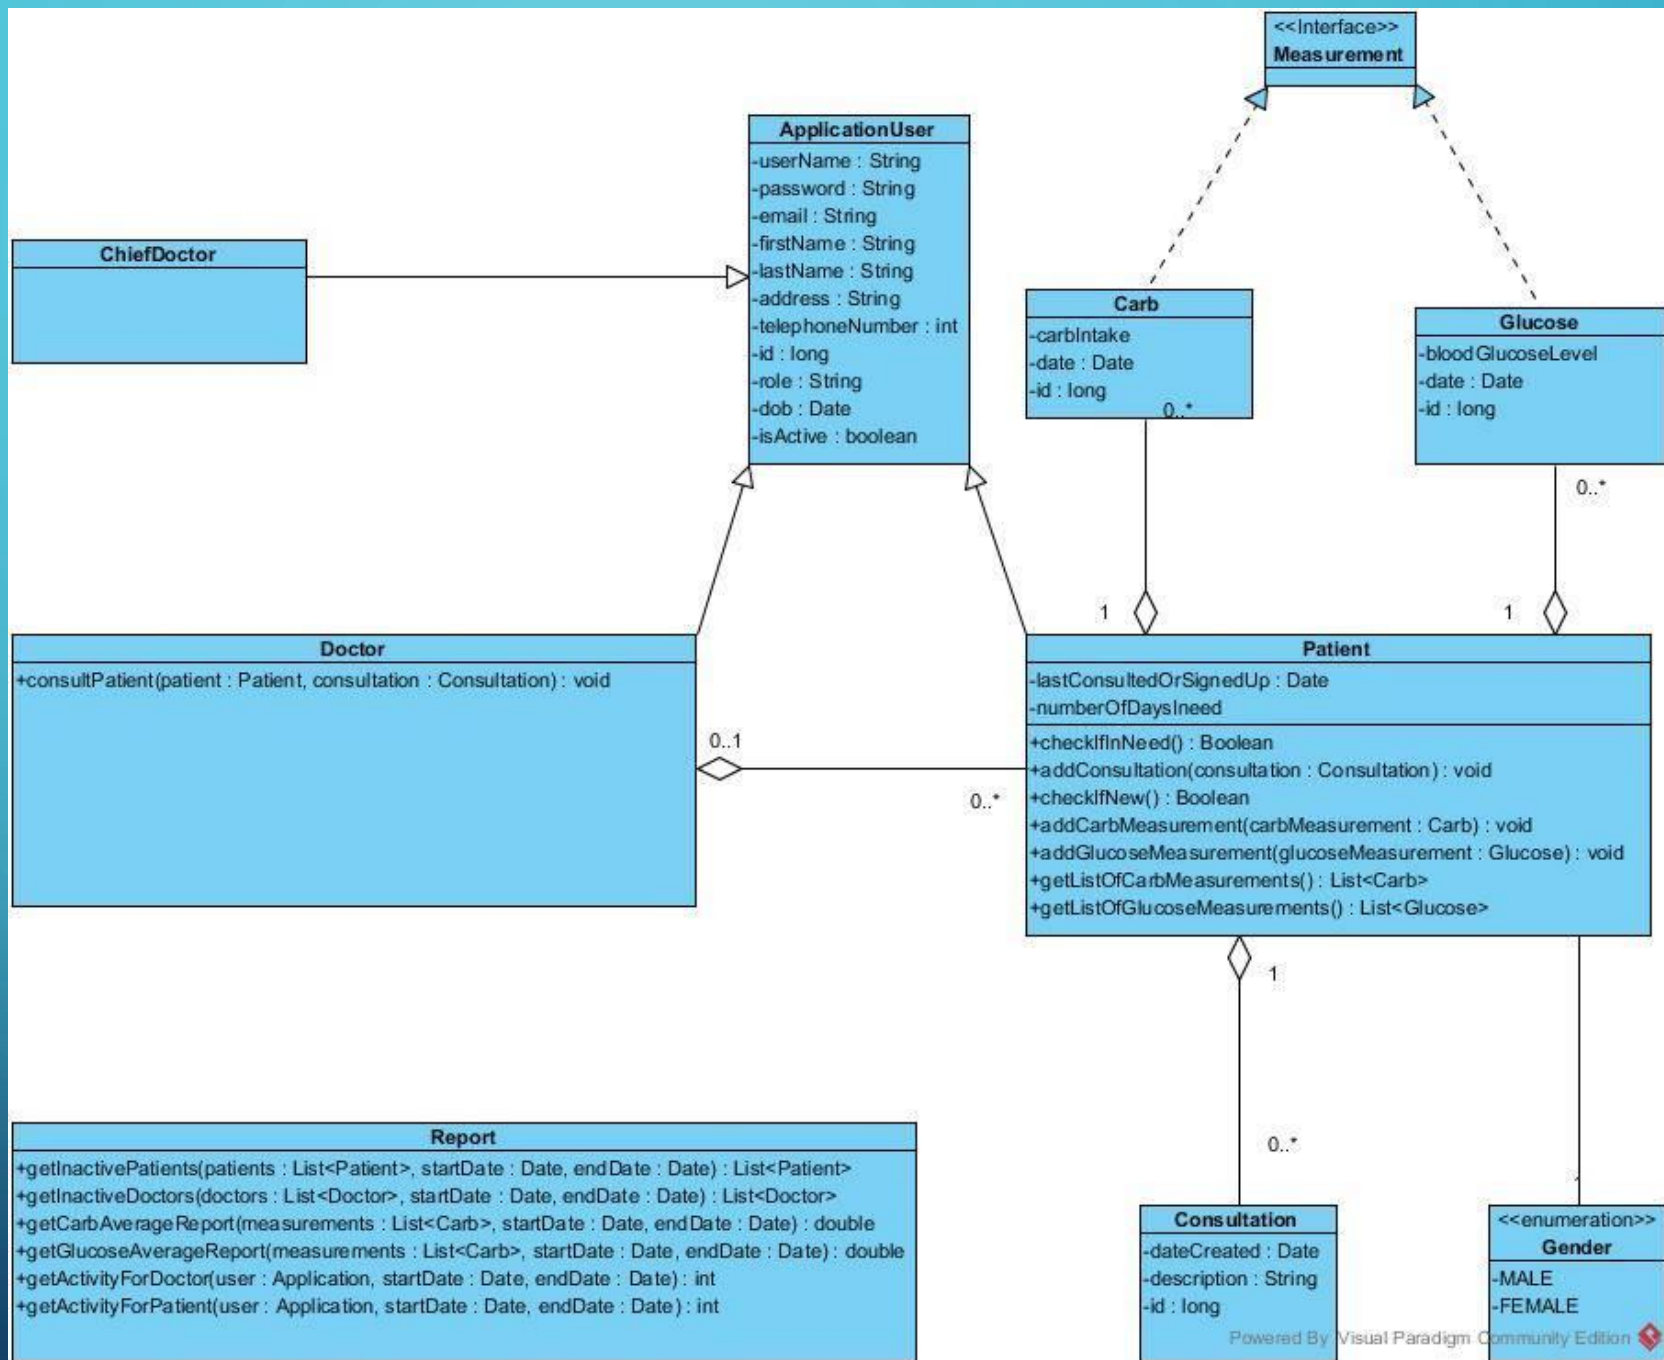 <<Interface>>
Measurement
ApplicationUser
-userName : String
-password : String
-email : String
-firstName : String
-lastName : String
-address : String
-telephoneNumber : int
-id : long
-role : String
-dob : Date
-isActive : boolean
ChiefDoctor
Carb
-carbIntake
-date : Date
-id : long
0..*
Glucose
-bloodGlucoseLevel
-date : Date
-id : long
0..*
1
1
Doctor
+consultPatient(patient : Patient, consultation : Consultation) : void
0..1
0..*
Patient
-lastConsultedOrSignedUp : Date
-numberOfDaysIneed
+checkIfInNeed() : Boolean
+addConsultation(consultation : Consultation) : void
+checkIfNew() : Boolean
+addCarbMeasurement(carbMeasurement : Carb) : void
+addGlucoseMeasurement(glucoseMeasurement : Glucose) : void
+getListOfCarbMeasurements() : List<Carb>
+getListOfGlucoseMeasurements() : List<Glucose>
1
0..*
Report
+getInactivePatients(patients : List<Patient>, startDate : Date, endDate : Date) : List<Patient>
+getInactiveDoctors(doctors : List<Doctor>, startDate : Date, endDate : Date) : List<Doctor>
+getCarbAverageReport(measurements : List<Carb>, startDate : Date, endDate : Date) : double
+getGlucoseAverageReport(measurements : List<Carb>, startDate : Date, endDate : Date) : double
+getActivityForDoctor(user : Application, startDate : Date, endDate : Date) : int
+getActivityForPatient(user : Application, startDate : Date, endDate : Date) : int
Consultation
-dateCreated : Date
-description : String
-id : long
<<enumeration>>
Gender
-MALE
-FEMALE
Powered By Visual Paradigm Community Edition